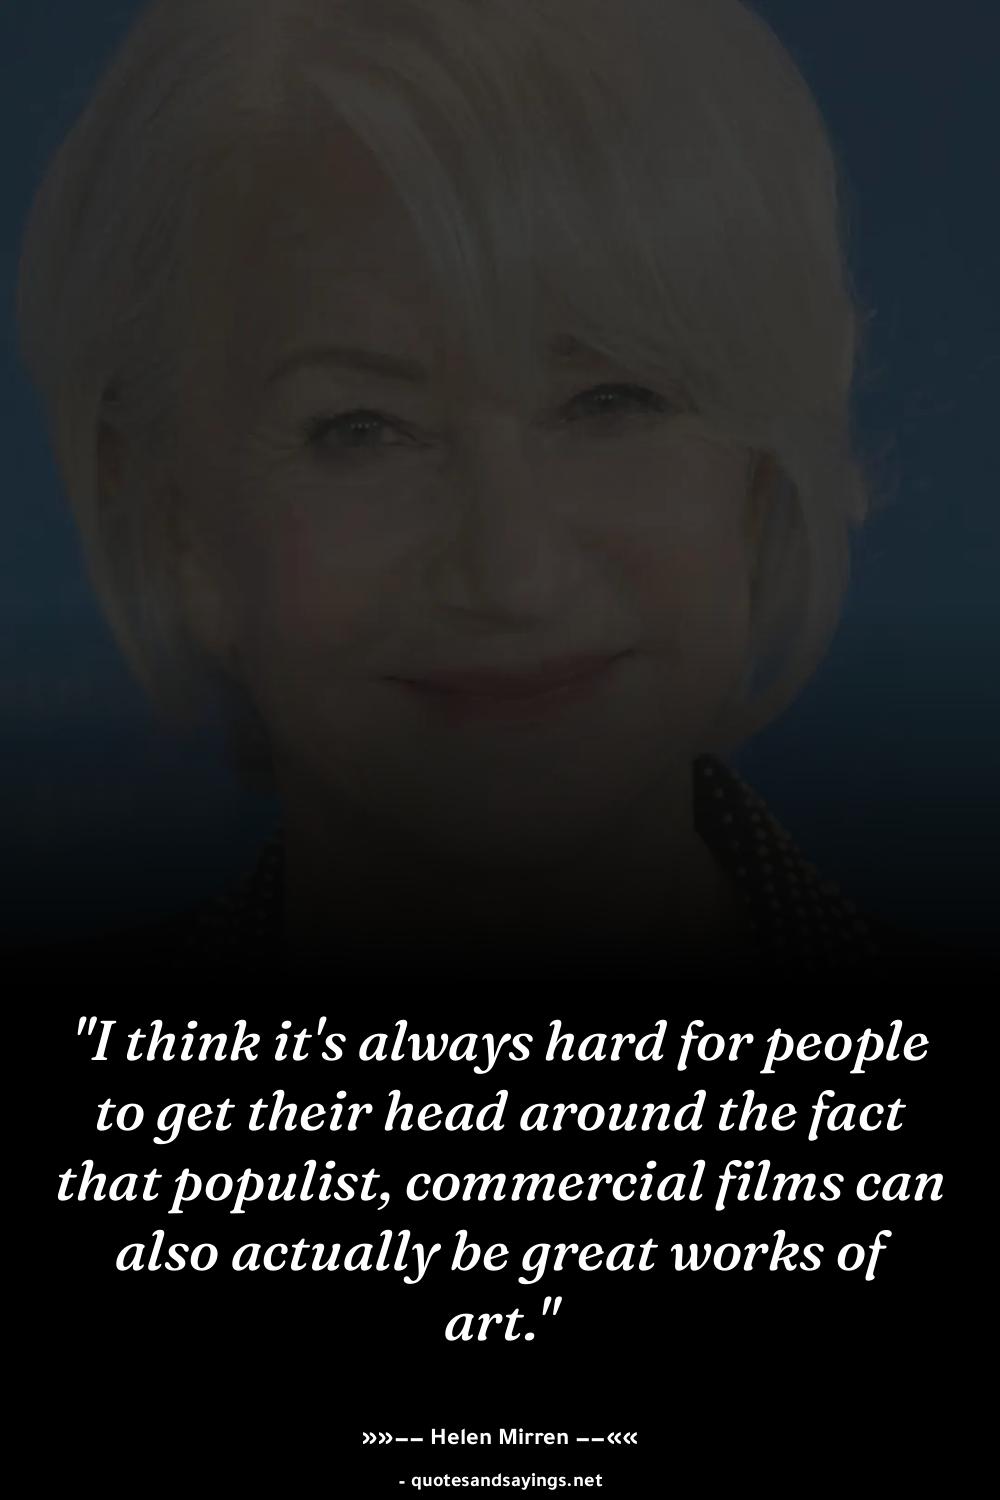 "I think it's always hard for people
to get their head around the fact
that populist, commercial films can
also actually be great works of
art."
»»–– Helen Mirren ––««
- quotesandsayings.net